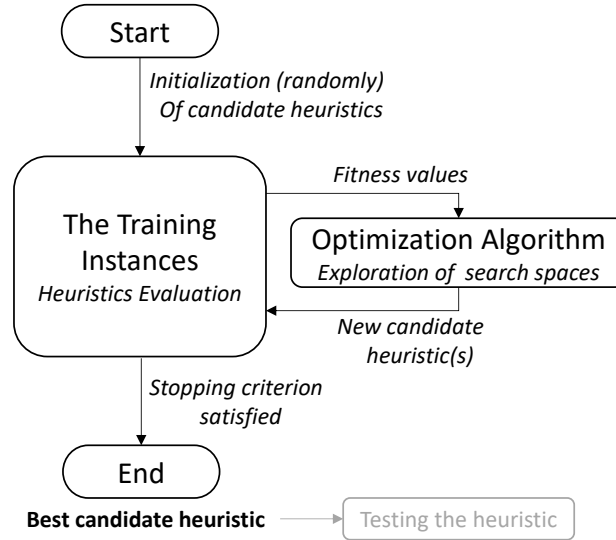 Start
Initialization (randomly)
Of candidate heuristics
Fitness values
The Training
Instances
Heuristics Evaluation
Optimization Algorithm
Exploration of search spaces
New candidate
heuristic(s)
Stopping criterion
satisfied
End
Best candidate heuristic
Testing the heuristic